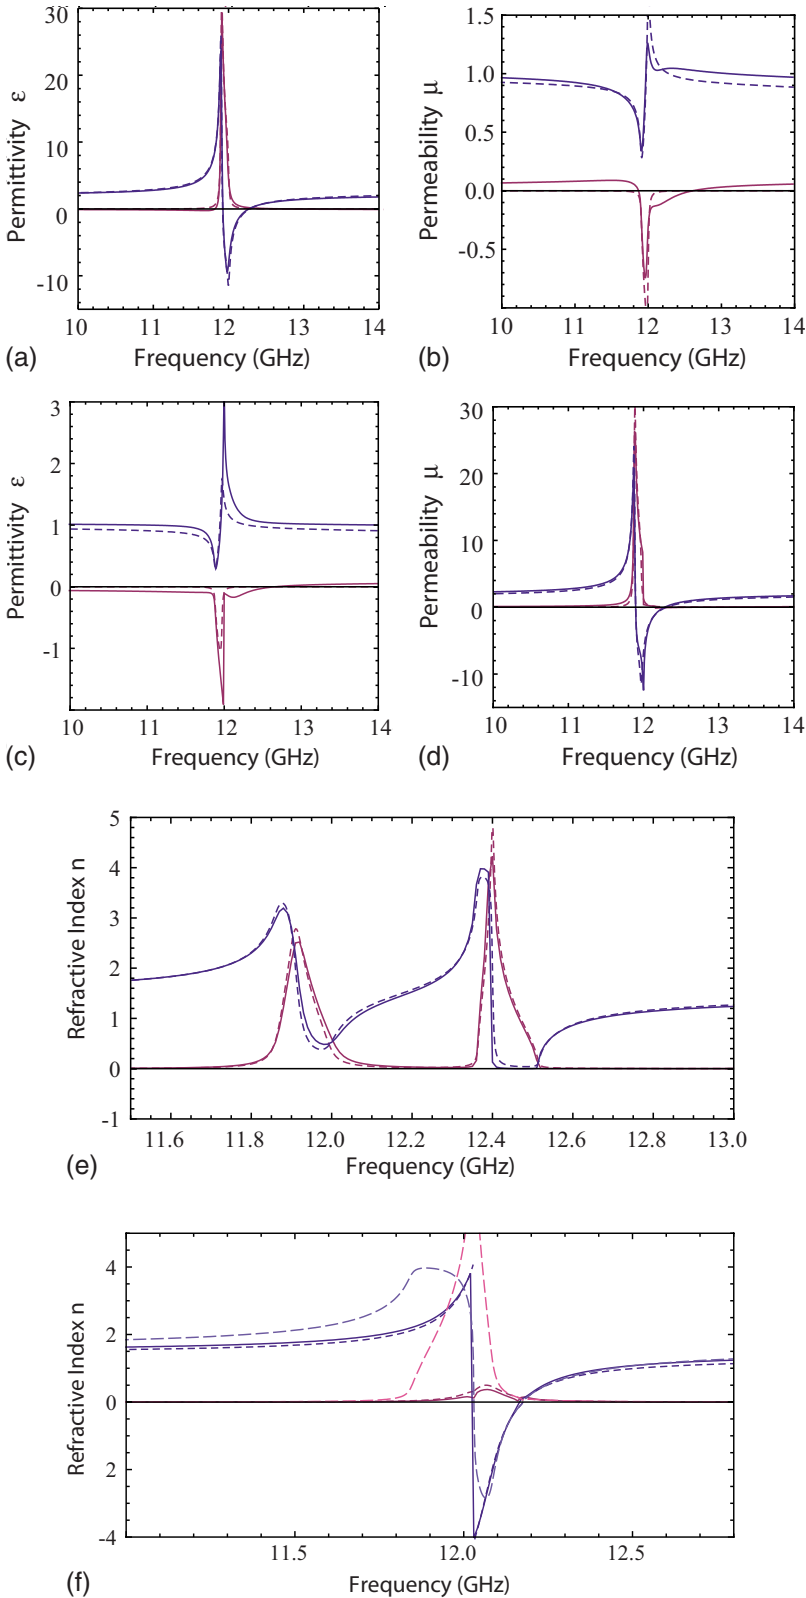 30
20
10
0
-10
Permittivity ε
10 11 12 13 14
(a) Frequency (GHz)
1.5
1.0
0.5
0.0
-0.5
Permeability μ
10 11 12 13 14
(b) Frequency (GHz)
3
2
1
0
-1
Permittivity ε
10 11 12 13 14
(c) Frequency (GHz)
30
20
10
0
-10
Permeability μ
10 11 12 13 14
(d) Frequency (GHz)
5
4
3
2
1
0
-1
Refractive Index n
11.6 11.8 12.0 12.2 12.4 12.6 12.8 13.0
(e) Frequency (GHz)
4
2
0
2
-4
Refractive Index n
11.5 12.0 12.5
(f) Frequency (GHz)